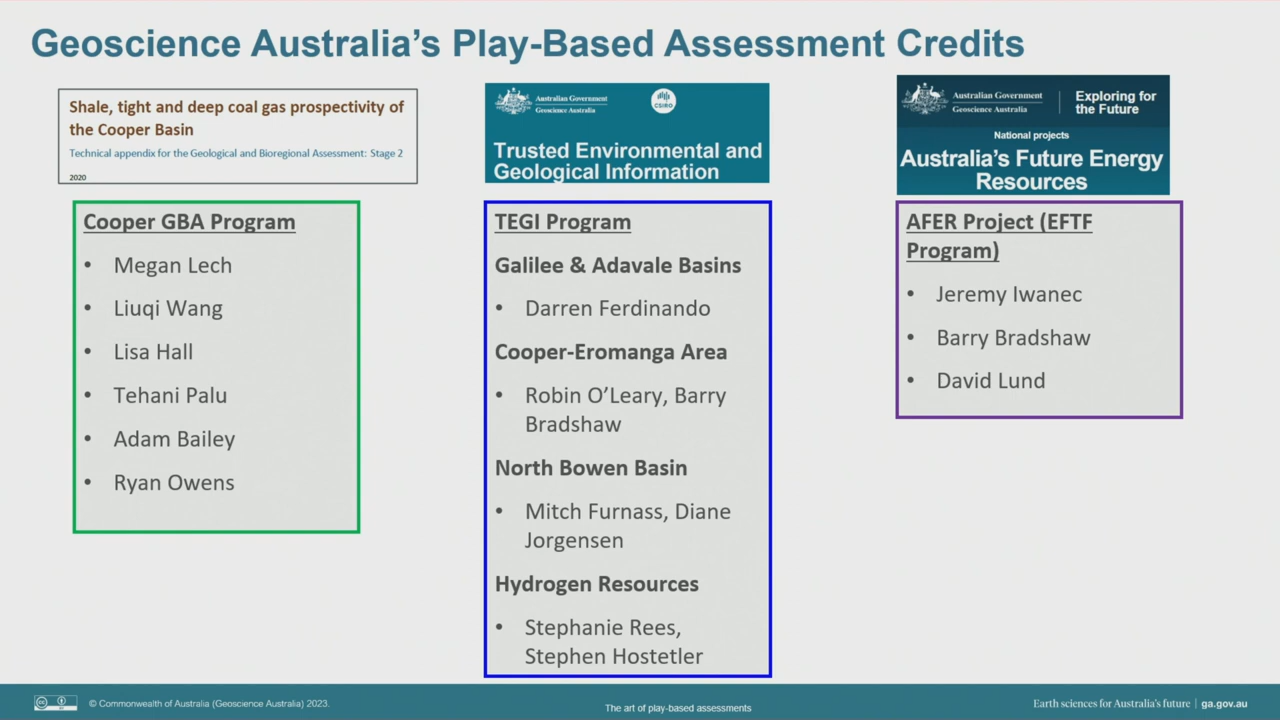 Geoscience Australia's Play-Based Assessment Credits
Shale, tight and deep coal gas prospectivity of
the Cooper Basin
Technical appendix for the Geological and Bioregional Assessment: Stage 2
2020
Cooper GBA Program
• Megan Lech
• Liuqi Wang
• Lisa Hall
• Tehani Palu
• Adam Bailey
• Ryan Owens
Australian Government
Geoscience Australia
CSIRO
Trusted Environmental and
Geological Information
TEGI Program
Galilee & Adavale Basins
• Darren Ferdinando
Cooper-Eromanga Area
• Robin O'Leary, Barry
Bradshaw
North Bowen Basin
• Mitch Furnass, Diane
Jorgensen
Hydrogen Resources
• Stephanie Rees,
Stephen Hostetler
Australian Government
Geoscience Australia
Exploring for
the Future
National projects
Australia's Future Energy
Resources
AFER Project (EFTF
Program)
• Jeremy Iwanec
• Barry Bradshaw
• David Lund
© Commonwealth of Australia (Geoscience Australia) 2023.
The art of play-based assessments
Earth sciences for Australia's future | ga.gov.au